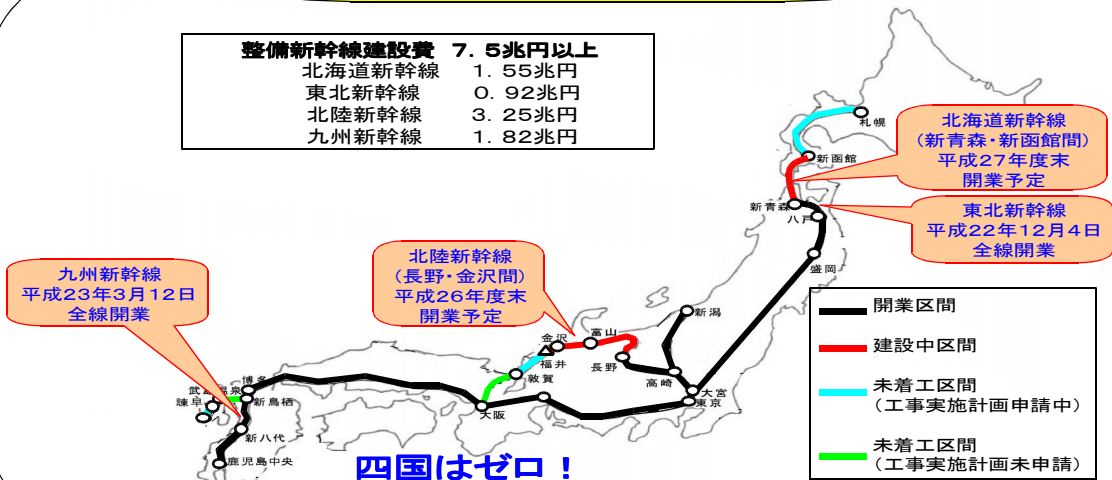 整備新幹線建設費 7.5兆円以上
北海道新幹線 1.55兆円
東北新幹線 0.92兆円
北陸新幹線 3.25兆円
九州新幹線 1.82兆円
札幌
北海道新幹線
(新青森・新函館間)
平成27年度末
開業予定
新函館
新青森
八戸
東北新幹線
平成22年12月4日
全線開業
盛岡
北陸新幹線
(長野・金沢間)
平成26年度末
開業予定
九州新幹線
平成23年3月12日
全線開業
新潟
富山
金沢
福井
長野
敦賀
高崎
大宮
東京
大阪
博多
武雄温泉
新鳥栖
諫早
新八代
鹿児島中央
四国はゼロ!
開業区間
建設中区間
未着工区間
(工事実施計画申請中)
未着工区間
(工事実施計画未申請)